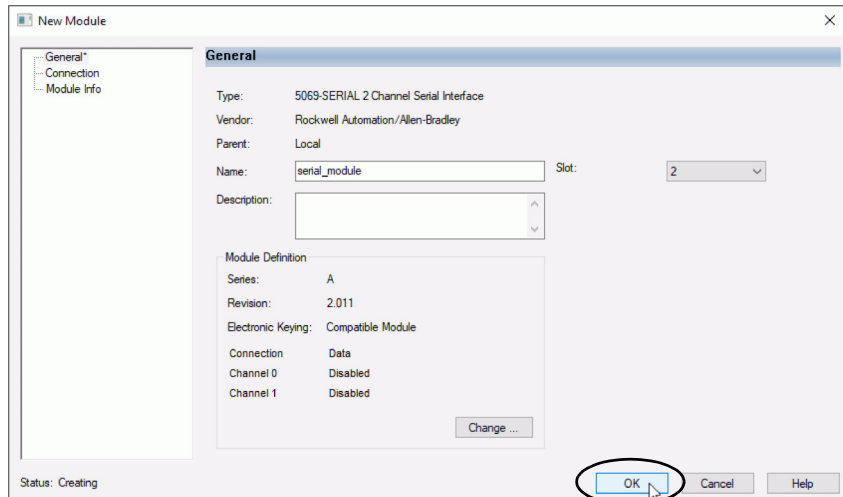 New Module
General*
Connection
Module Info
General
Type: 5069-SERIAL 2 Channel Serial Interface
Vendor: Rockwell Automation/Allen-Bradley
Parent: Local
Name: serial_module Slot: 2
Description:
Module Definition
Series: A
Revision: 2.011
Electronic Keying: Compatible Module
Connection Data
Channel 0 Disabled
Channel 1 Disabled
Change ...
Status: Creating OK Cancel Help